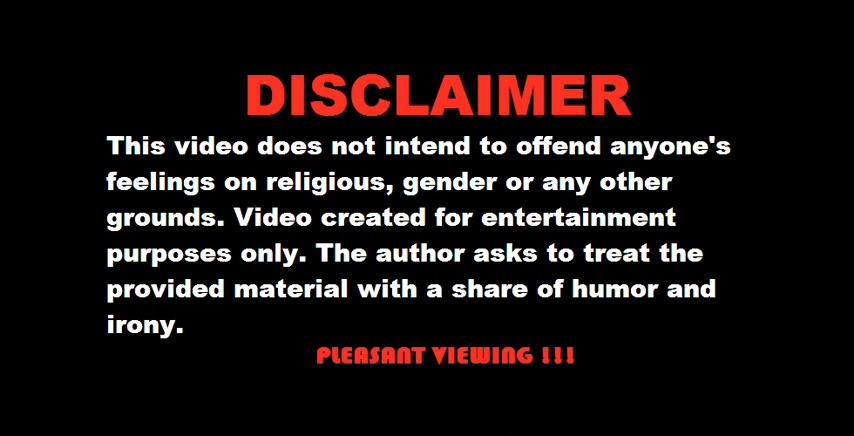 DISCLAIMER
This video does not intend to offend anyone's
feelings on religious, gender or any other
grounds. Video created for entertainment
purposes only. The author asks to treat the
provided material with a share of humor and
irony.
PLEASANT VIEWING !!!